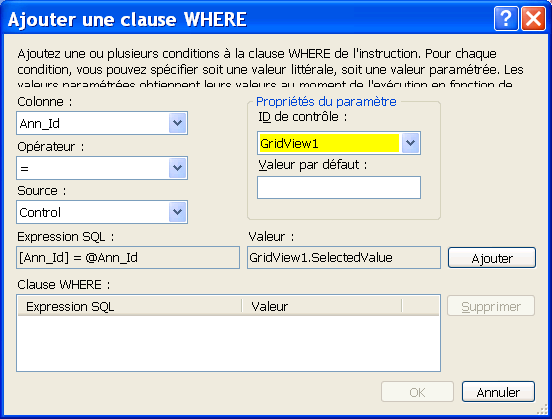 Ajouter une clause WHERE
Ajoutez une ou plusieurs conditions à la clause WHERE de l'instruction. Pour chaque
condition, vous pouvez spécifier soit une valeur littérale, soit une valeur paramétrée. Les
valeurs paramétrées obtiennent leurs valeurs au moment de l'exécution en fonction de
Colonne :
Ann_Id
Opérateur :
=
Source :
Control
Propriétés du paramètre
ID de contrôle :
GridView1
Valeur par défaut :
Expression SQL :
[Ann_Id] = @Ann_Id
Valeur :
GridView1.SelectedValue
Ajouter
Clause WHERE :
Expression SQL
Valeur
Supprimer
OK
Annuler